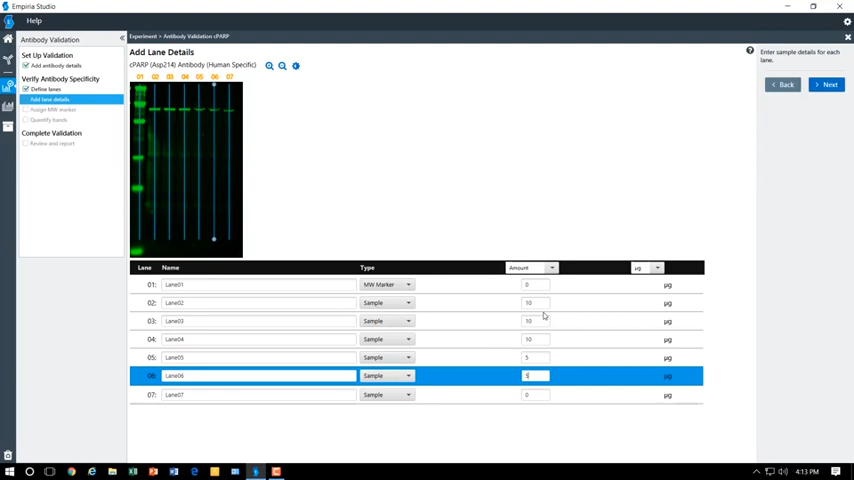 Empiria Studio
Help
Antibody Validation
Set Up Validation
Add antibody details
Verify Antibody Specificity
Define lanes
Add lane details
Assign MW marker
Quantify bands
Complete Validation
Review and report
Experiment > Antibody Validation cPARP
Add Lane Details
cPARP (Asp214) Antibody (Human Specific)
01 02 03 04 05 06 07
Enter sample details for each lane.
Back Next
Lane Name Type Amount µg
01: Lane01 MW Marker 0 µg
02: Lane02 Sample 10 µg
03: Lane03 Sample 10 µg
04: Lane04 Sample 10 µg
05: Lane05 Sample 5 µg
06: Lane06 Sample 5 µg
07: Lane07 Sample 0 µg
4:13 PM